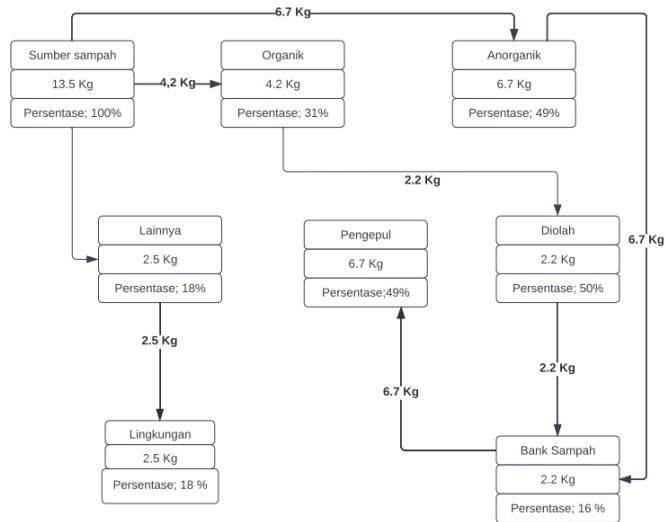 6.7 Kg
Sumber sampah
13.5 Kg
Persentase; 100%
4,2 Kg
Organik
4.2 Kg
Persentase; 31%
Anorganik
6.7 Kg
Persentase; 49%
2.2 Kg
6.7 Kg
Lainnya
2.5 Kg
Persentase; 18%
Pengepul
6.7 Kg
Persentase;49%
Diolah
2.2 Kg
Persentase; 50%
2.5 Kg
2.2 Kg
6.7 Kg
Lingkungan
2.5 Kg
Persentase; 18 %
Bank Sampah
2.2 Kg
Persentase; 16 %